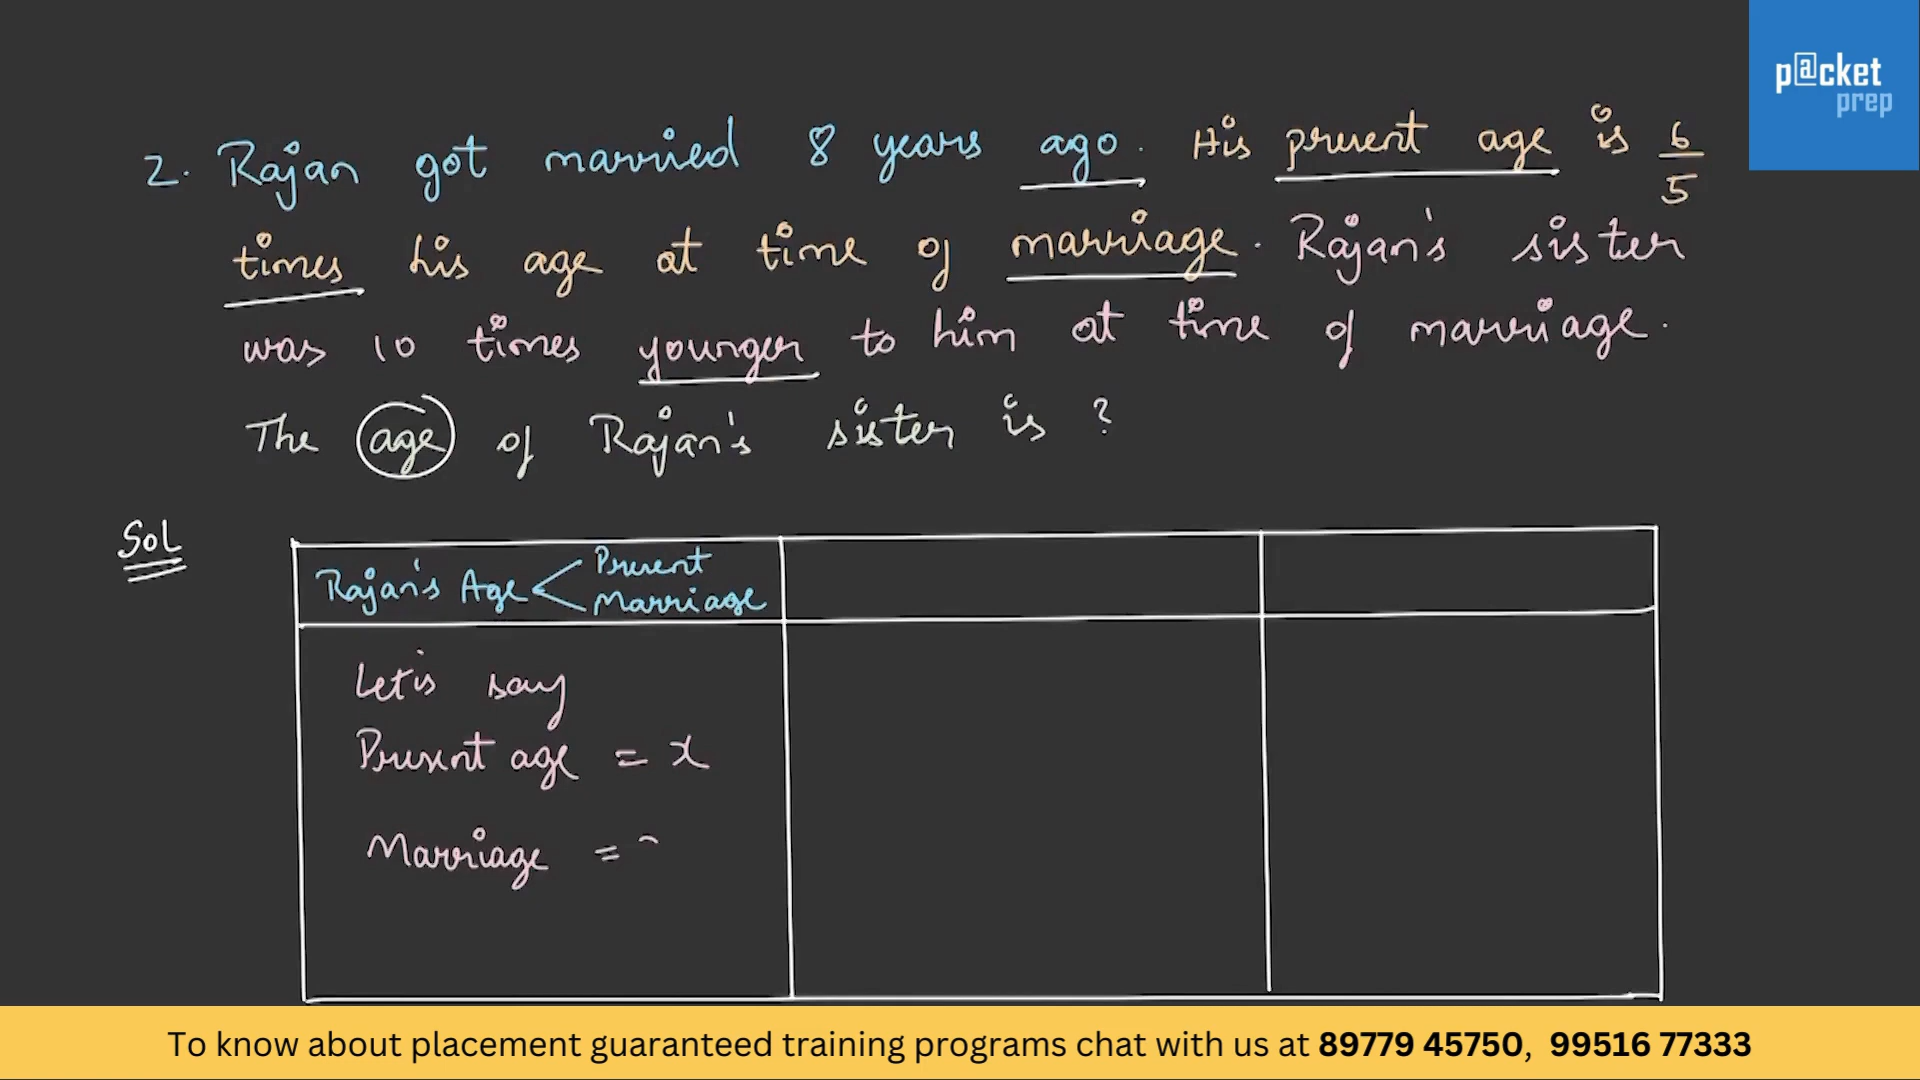 p@cket
prep
2. Rajan got married 8 years ago. His present age is 6/5
times his age at time of marriage. Rajan's sister
was 10 times younger to him at time of marriage.
The age of Rajan's sister is ?
Sol
Rajan's Age < Present
Marriage
Let's say
Present age = x
Marriage =
To know about placement guaranteed training programs chat with us at 89779 45750, 99516 77333